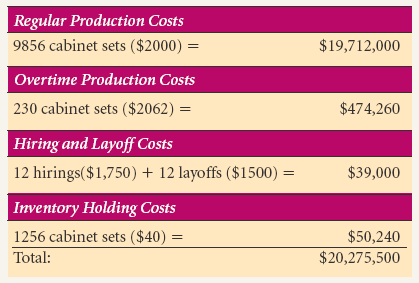 Regular Production Costs
9856 cabinet sets ($2000) = $19,712,000
Overtime Production Costs
230 cabinet sets ($2062) = $474,260
Hiring and Layoff Costs
12 hirings($1,750) + 12 layoffs ($1500) = $39,000
Inventory Holding Costs
1256 cabinet sets ($40) = $50,240
Total: $20,275,500